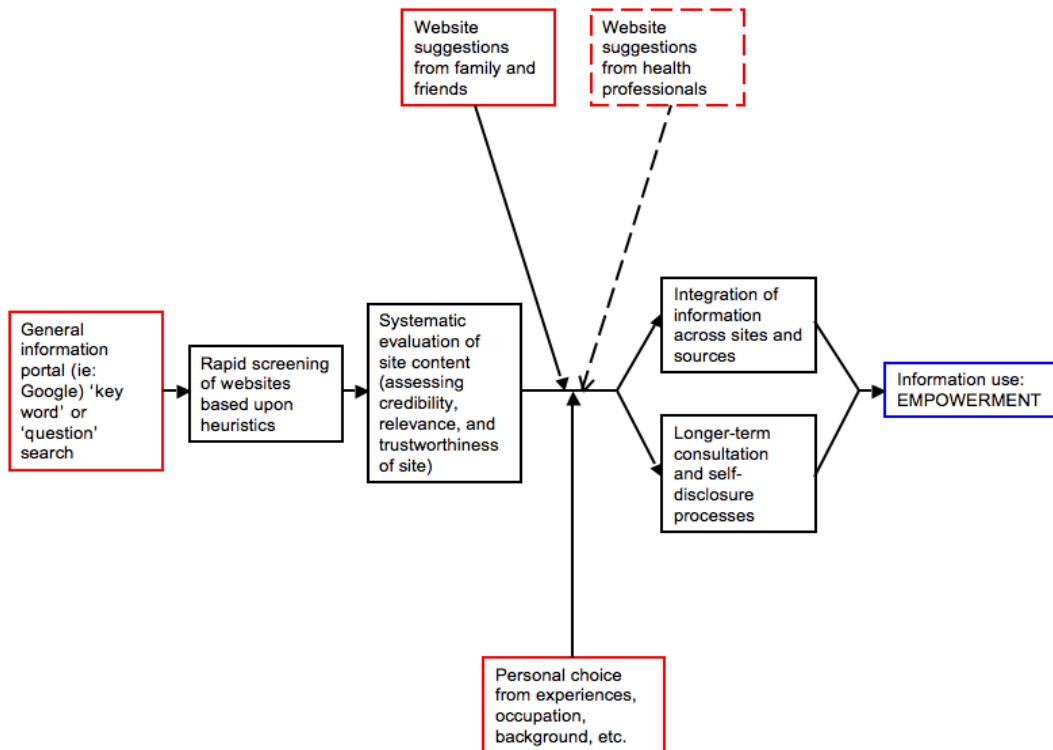 Website
suggestions
from family and
friends
Website
suggestions
from health
professionals
General
information
portal (ie:
Google) ‘key
word’ or
‘question’
search
Rapid screening
of websites
based upon
heuristics
Systematic
evaluation of
site content
(assessing
credibility,
relevance, and
trustworthiness
of site)
Integration of
information
across sites and
sources
Longer-term
consultation
and self-
disclosure
processes
Information use:
EMPOWERMENT
Personal choice
from experiences,
occupation,
background, etc.